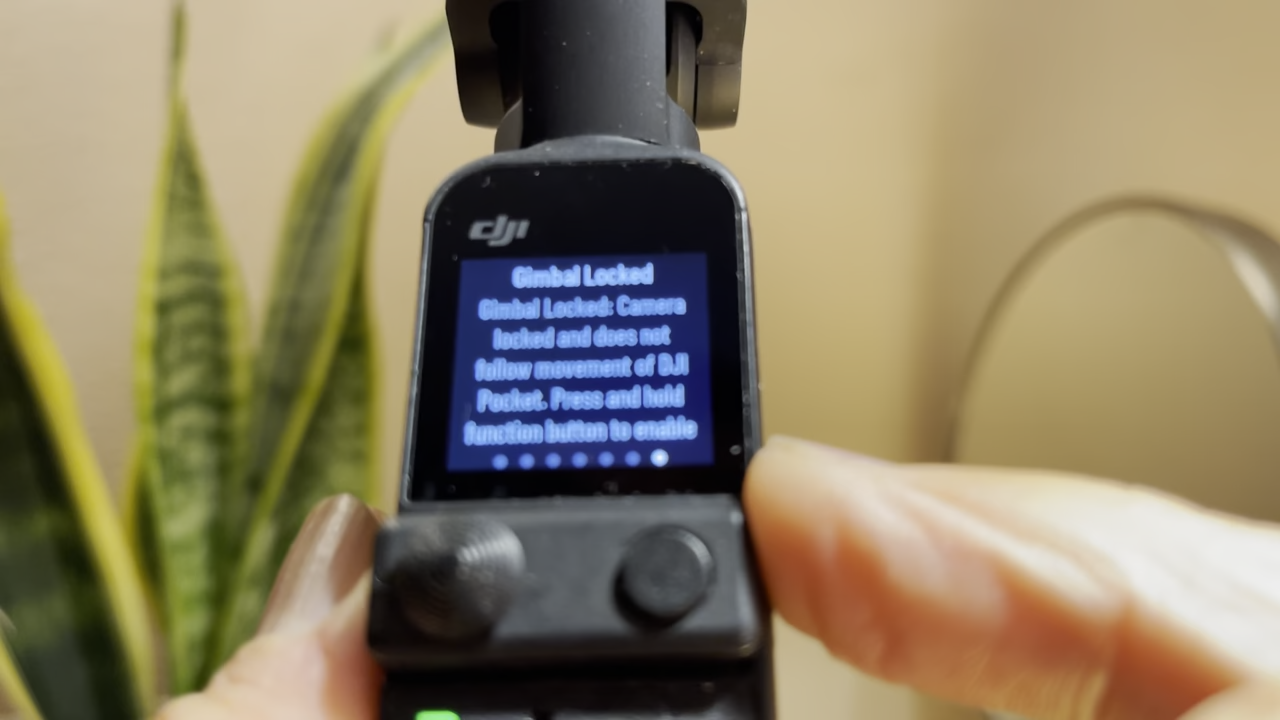 dji
Gimbal Locked
Gimbal Locked: Camera
locked and does not
follow movement of DJI
Pocket. Press and hold
function button to enable